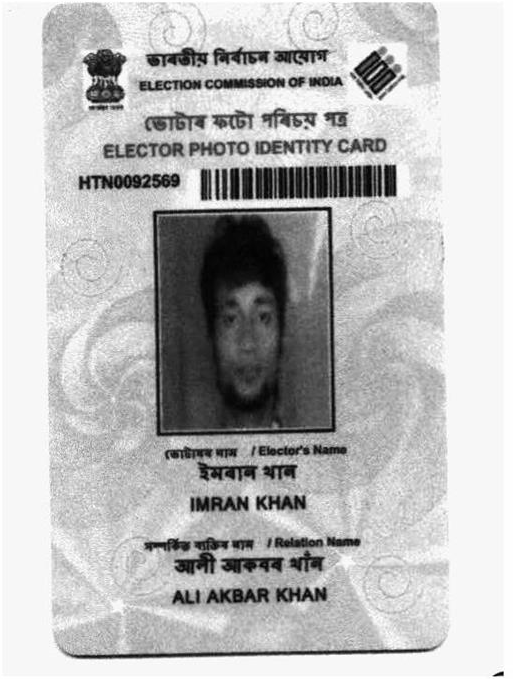 ভাৰতীয় নিৰ্বাচন আয়োগ
ELECTION COMMISSION OF INDIA
ভোটাৰ ফটো পৰিচয় পত্ৰ
ELECTOR PHOTO IDENTITY CARD
HTN0092569
ভোটাৰৰ নাম / Elector's Name
ইমৰান খান
IMRAN KHAN
সম্পৰ্কিত ব্যক্তিৰ নাম / Relation Name
আলী আকবৰ খাঁন
ALI AKBAR KHAN